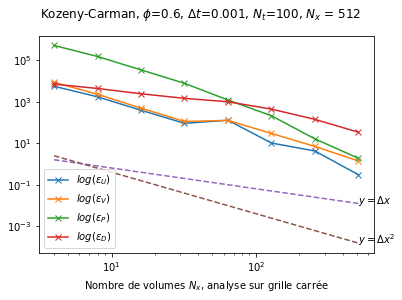 Kozeny-Carman, ϕ=0.6, Δt=0.001, N_t=100, N_x = 512
10^5
10^3
10^1
10^−1
10^−3
log(ε_U)
log(ε_V)
log(ε_P)
log(ε_D)
y = Δx
y = Δx^2
10^1
10^2
Nombre de volumes N_x, analyse sur grille carrée